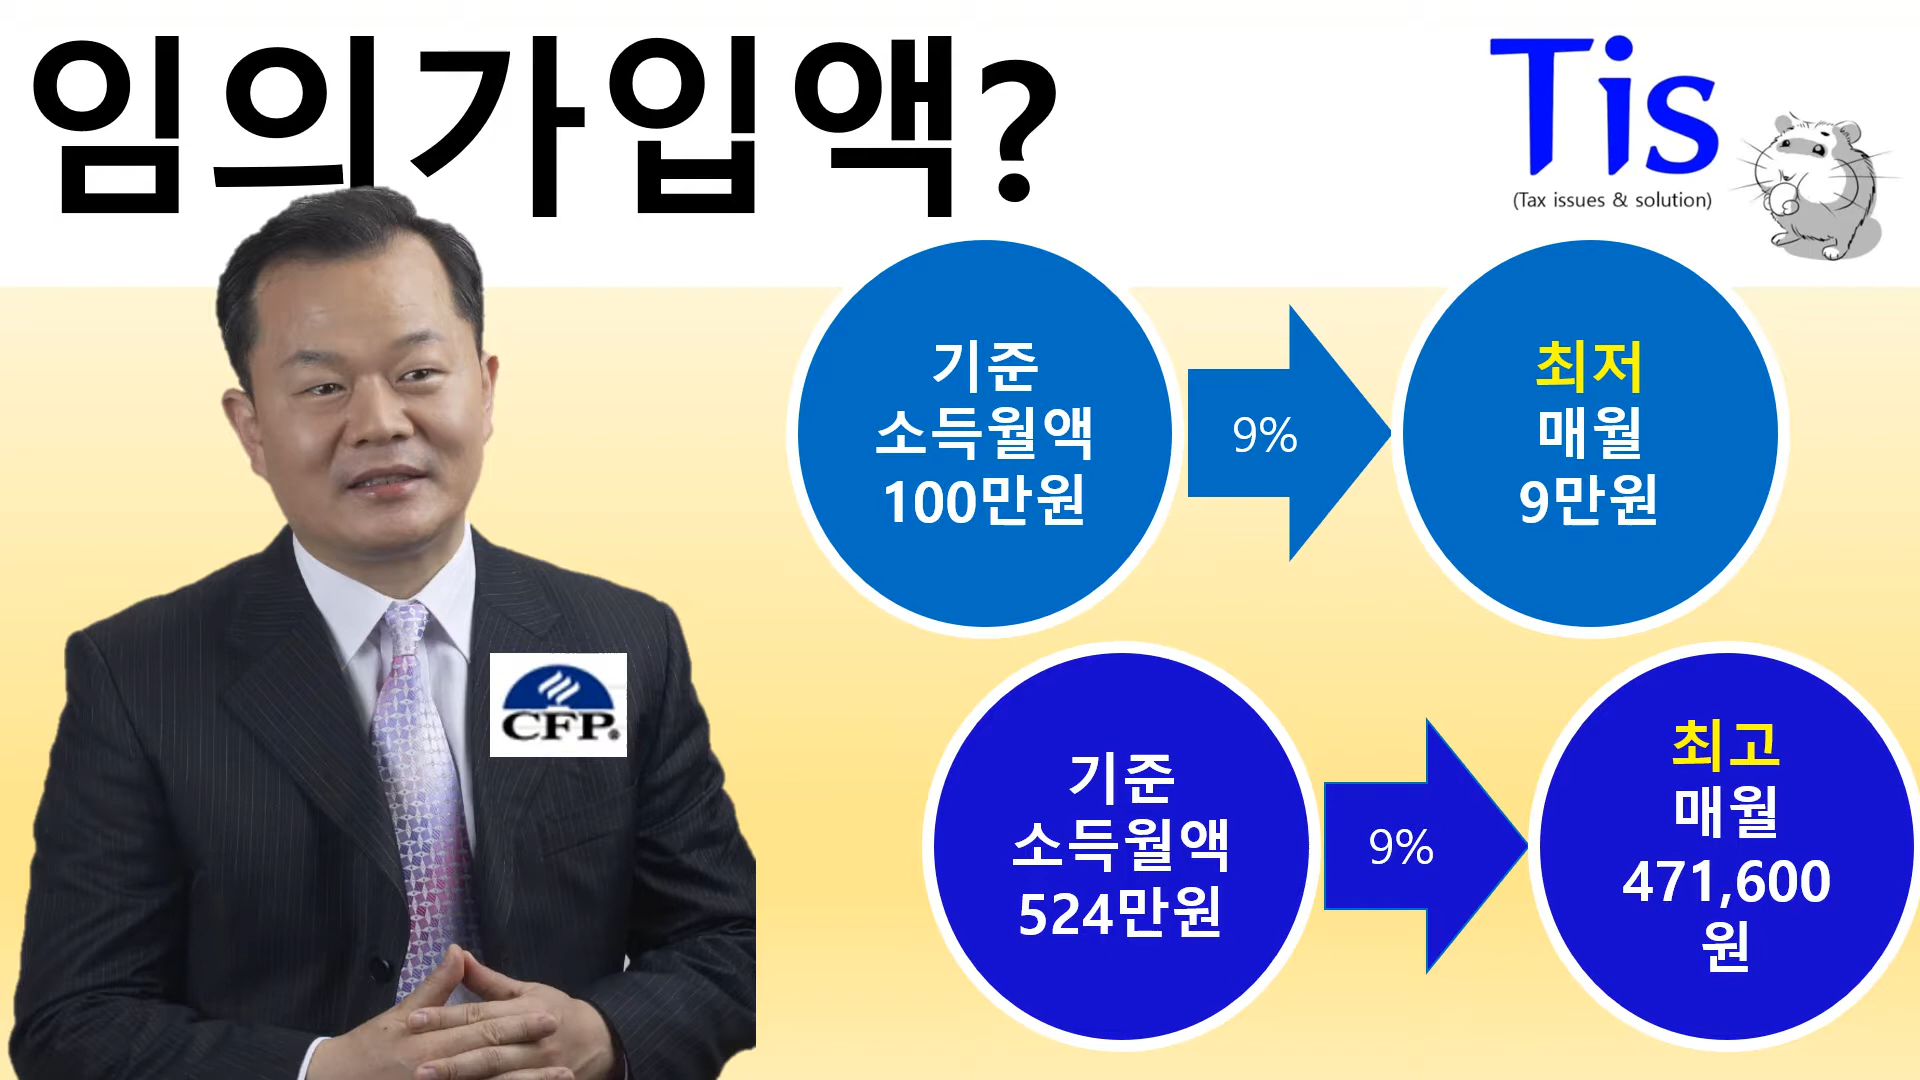 임의가입액?
Tis
(Tax issues & solution)
기준
소득월액
100만원
9%
최저
매월
9만원
CFP®
기준
소득월액
524만원
9%
최고
매월
471,600
원